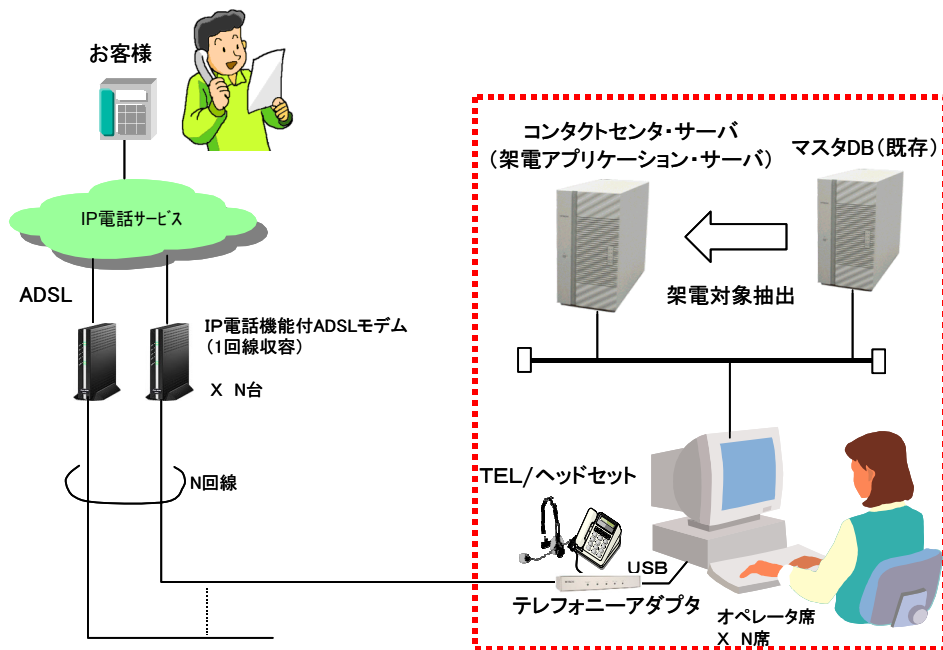 お客様
IP電話サービス
ADSL
IP電話機能付ADSLモデム
(1回線収容)
X N台
N回線
コンタクトセンタ・サーバ
(架電アプリケーション・サーバ)
マスタDB(既存)
架電対象抽出
TEL/ヘッドセット
USB
テレフォニーアダプタ
オペレータ席
X N席